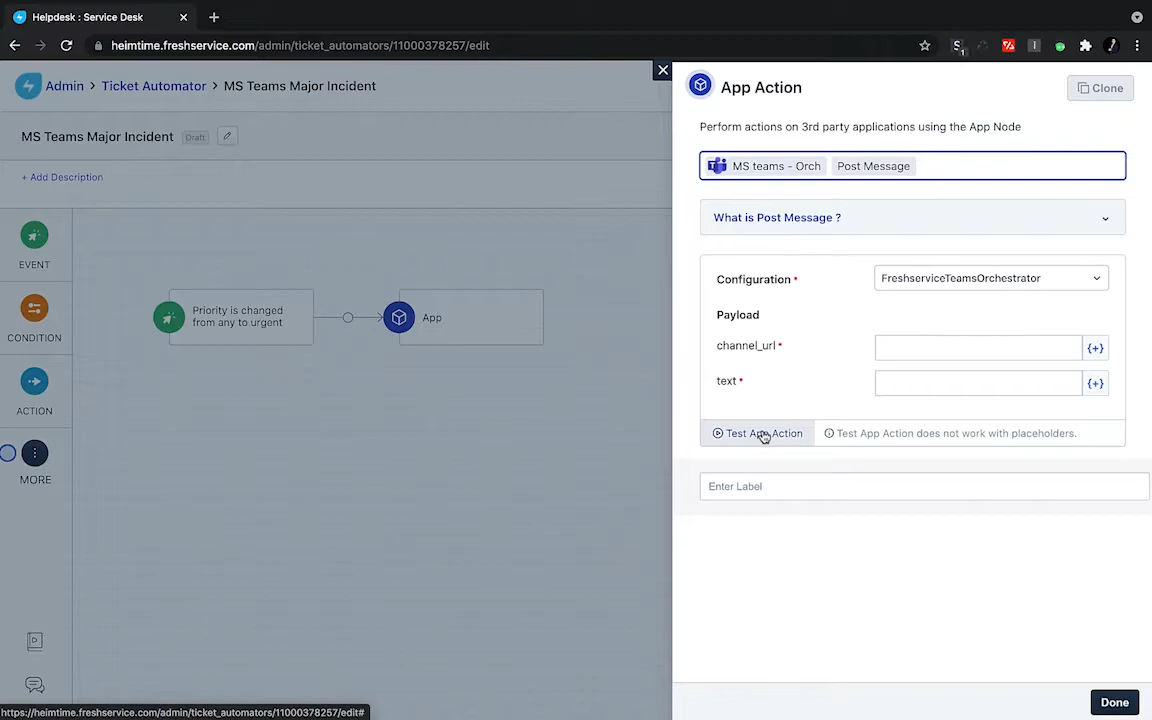 Helpdesk : Service Desk
heimtime.freshservice.com/admin/ticket_automators/11000378257/edit
Admin > Ticket Automator > MS Teams Major Incident
MS Teams Major Incident Draft
+ Add Description
EVENT
CONDITION
ACTION
MORE
Priority is changed
from any to urgent
App
App Action
Clone
Perform actions on 3rd party applications using the App Node
MS teams - Orch Post Message
What is Post Message ?
Configuration •
FreshserviceTeamsOrchestrator
Payload
channel_url •
{+}
text •
{+}
Test App Action
Test App Action does not work with placeholders.
Enter Label
Done
https://heimtime.freshservice.com/admin/ticket_automators/11000378257/edit#